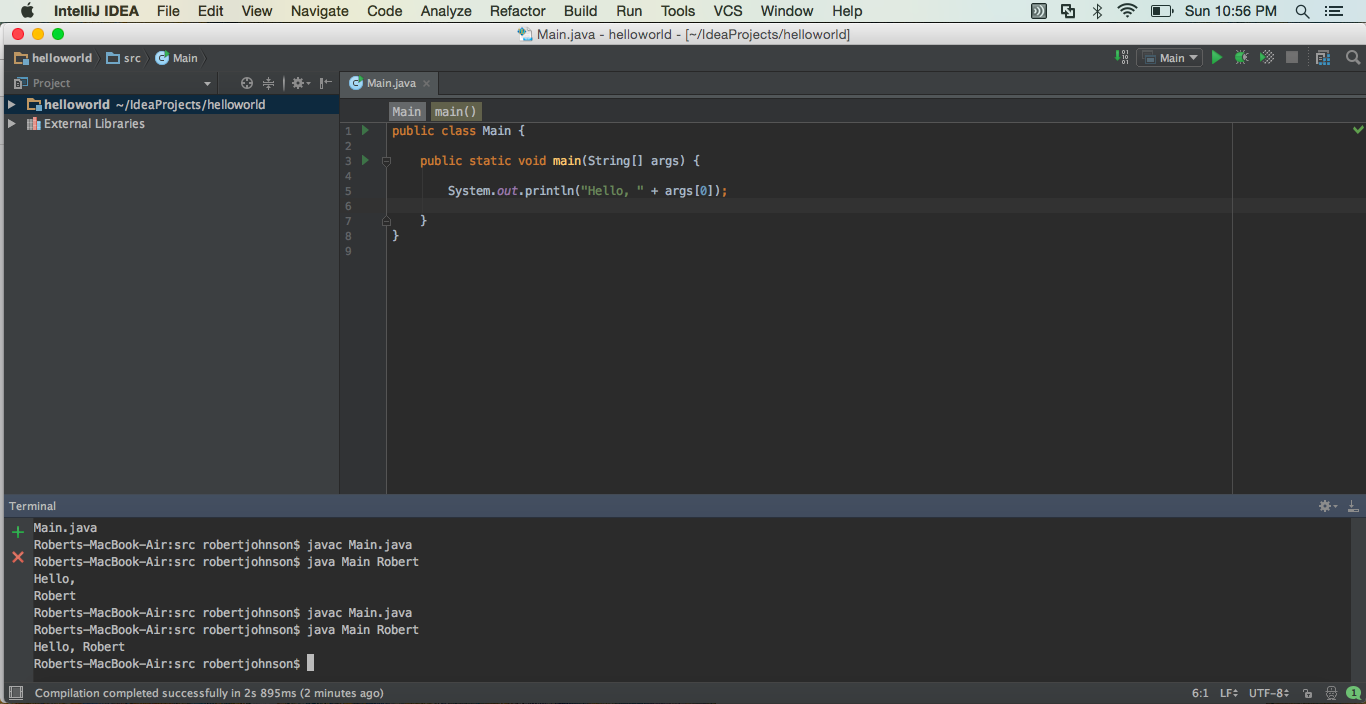 IntelliJ IDEA File Edit View Navigate Code Analyze Refactor Build Run Tools VCS Window Help Sun 10:56 PM
Main.java - helloworld - [~/IdeaProjects/helloworld]
helloworld src Main Main
Project Main.java
helloworld ~/IdeaProjects/helloworld
External Libraries
Main main()
1 public class Main {
2
3 public static void main(String[] args) {
4
5 System.out.println("Hello, " + args[0]);
6
7 }
8 }
9
Terminal
Main.java
Roberts-MacBook-Air:src robertjohnson$ javac Main.java
Roberts-MacBook-Air:src robertjohnson$ java Main Robert
Hello,
Robert
Roberts-MacBook-Air:src robertjohnson$ javac Main.java
Roberts-MacBook-Air:src robertjohnson$ java Main Robert
Hello, Robert
Roberts-MacBook-Air:src robertjohnson$
Compilation completed successfully in 2s 895ms (2 minutes ago) 6:1 LF UTF-8 1